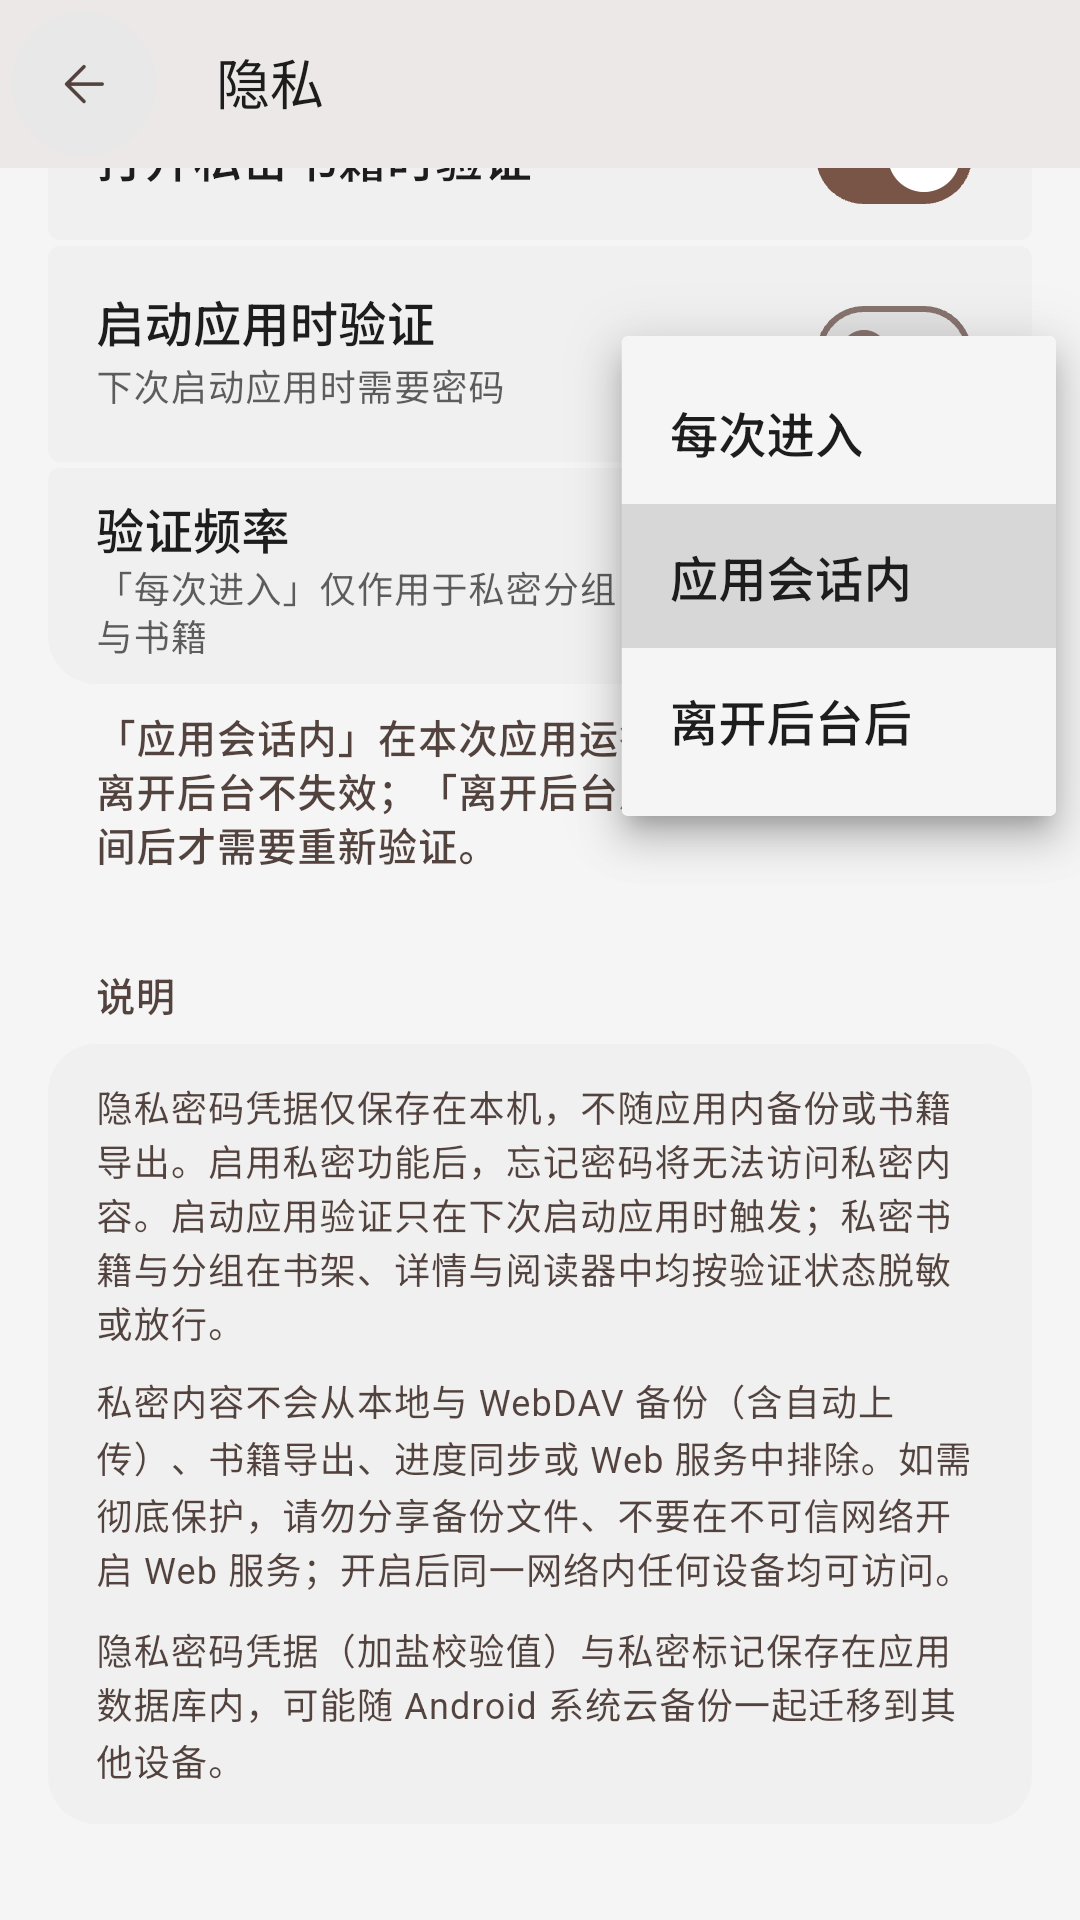 隐私
打开私密书籍时验证
启动应用时验证
下次启动应用时需要密码
每次进入
验证频率
「每次进入」仅作用于私密分组
与书籍
应用会话内
离开后台后
「应用会话内」在本次应用运
离开后台不失效；「离开后台
间后才需要重新验证。
说明
隐私密码凭据仅保存在本机，不随应用内备份或书籍
导出。启用私密功能后，忘记密码将无法访问私密内
容。启动应用验证只在下次启动应用时触发；私密书
籍与分组在书架、详情与阅读器中均按验证状态脱敏
或放行。
私密内容不会从本地与 WebDAV 备份（含自动上
传）、书籍导出、进度同步或 Web 服务中排除。如需
彻底保护，请勿分享备份文件、不要在不可信网络开
启 Web 服务；开启后同一网络内任何设备均可访问。
隐私密码凭据（加盐校验值）与私密标记保存在应用
数据库内，可能随 Android 系统云备份一起迁移到其
他设备。